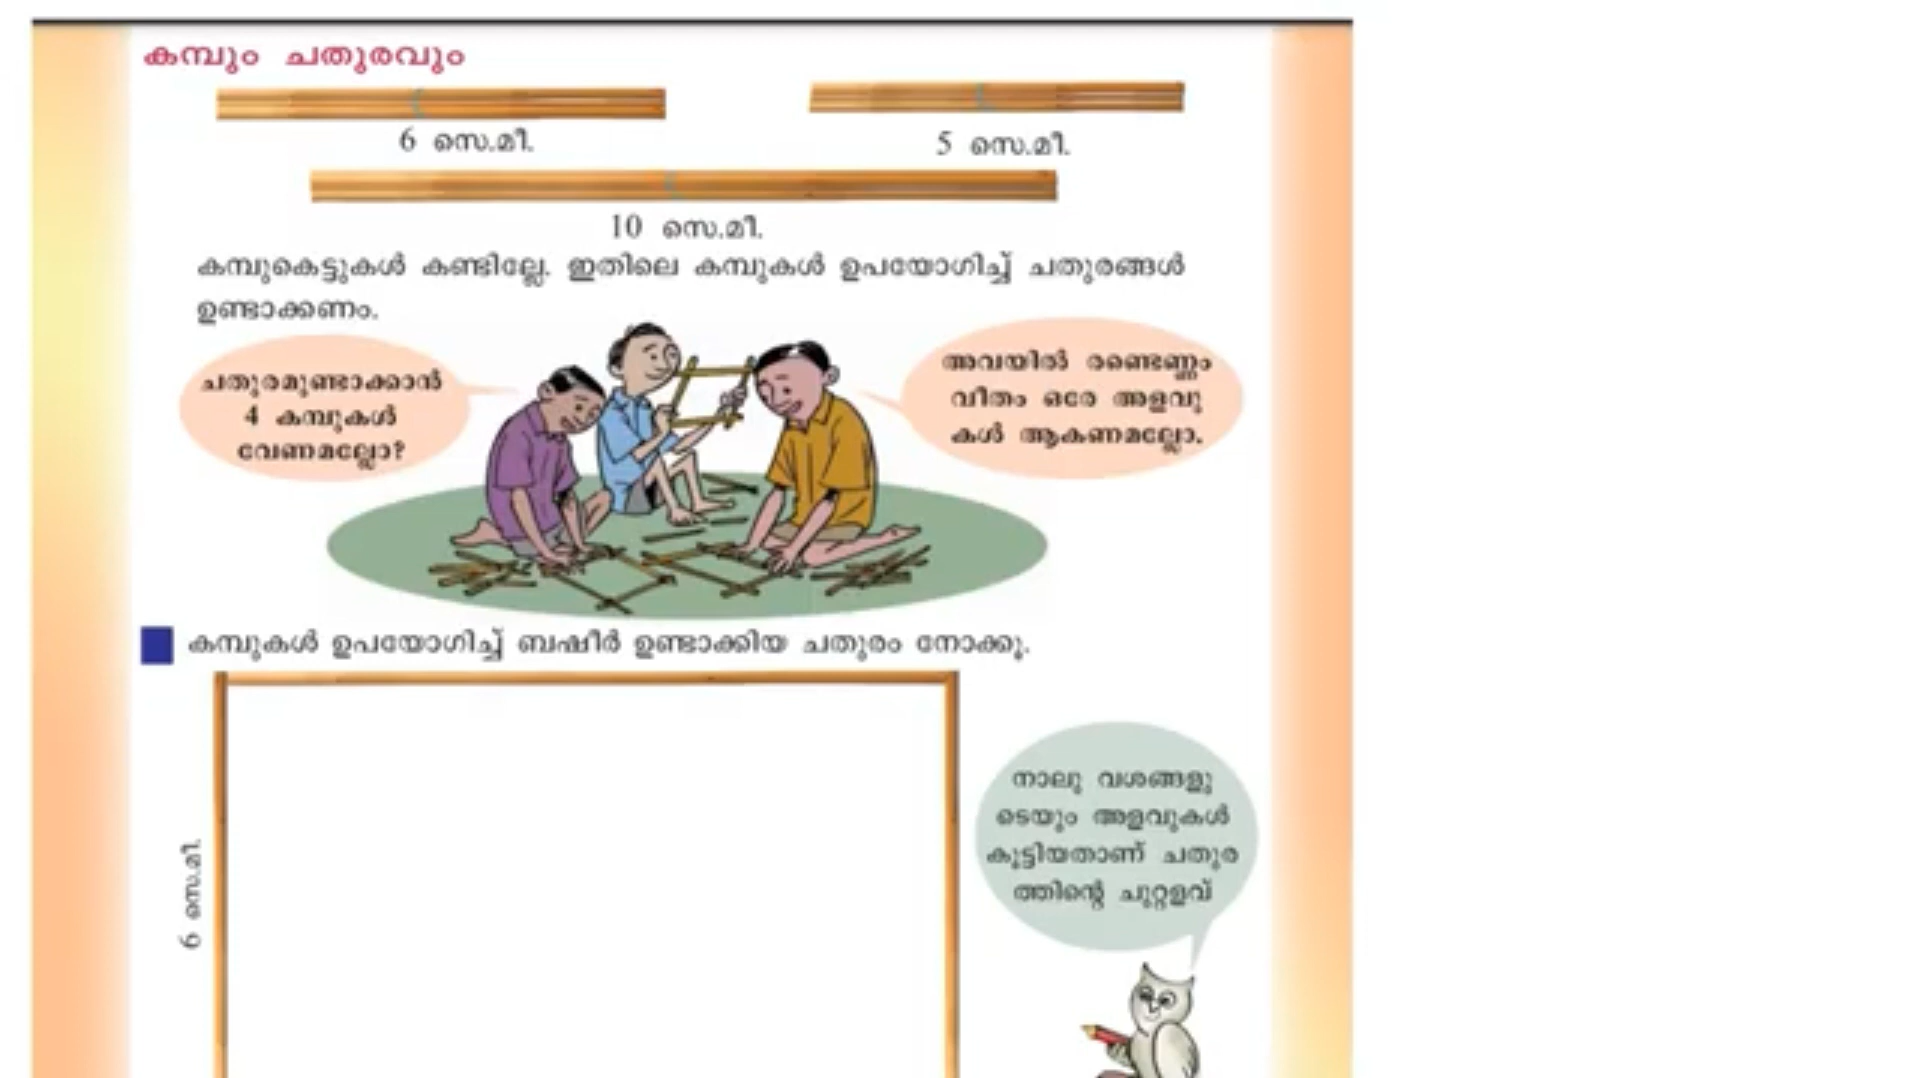 കമ്പും ചതുരവും
6 സെ.മീ.
5 സെ.മീ.
10 സെ.മീ.
കമ്പുകെട്ടുകൾ കണ്ടില്ലേ. ഇതിലെ കമ്പുകൾ ഉപയോഗിച്ച് ചതുരങ്ങൾ
ഉണ്ടാക്കണം.
ചതുരമുണ്ടാക്കാൻ
4 കമ്പുകൾ
വേണമല്ലോ?
അവയിൽ രണ്ടെണ്ണം
വീതം ഒരേ അളവു
കൾ ആകണമല്ലോ.
കമ്പുകൾ ഉപയോഗിച്ച് ബഷീർ ഉണ്ടാക്കിയ ചതുരം നോക്കൂ.
6 സെ.മീ.
നാലു വശങ്ങളു
ടെയും അളവുകൾ
കൂട്ടിയതാണ് ചതുര
ത്തിന്റെ ചുറ്റളവ്